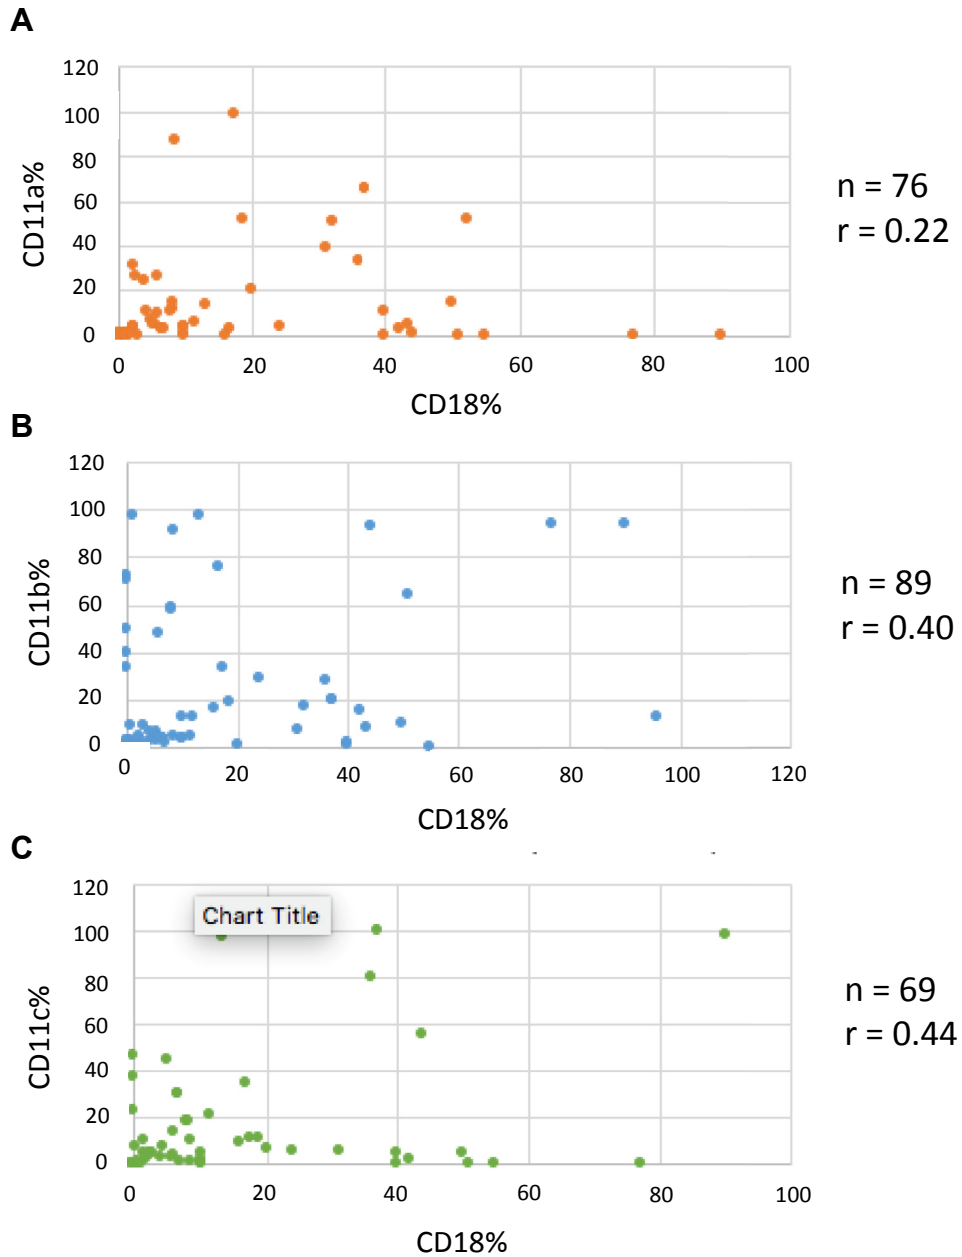 A
120
100
80
60
40
20
0
CD11a%
0 20 40 60 80 100
CD18%
n = 76
r = 0.22
B
120
100
80
60
40
20
0
CD11b%
0 20 40 60 80 100 120
CD18%
n = 89
r = 0.40
C
120
Chart Title
100
80
60
40
20
0
CD11c%
0 20 40 60 80 100
CD18%
n = 69
r = 0.44